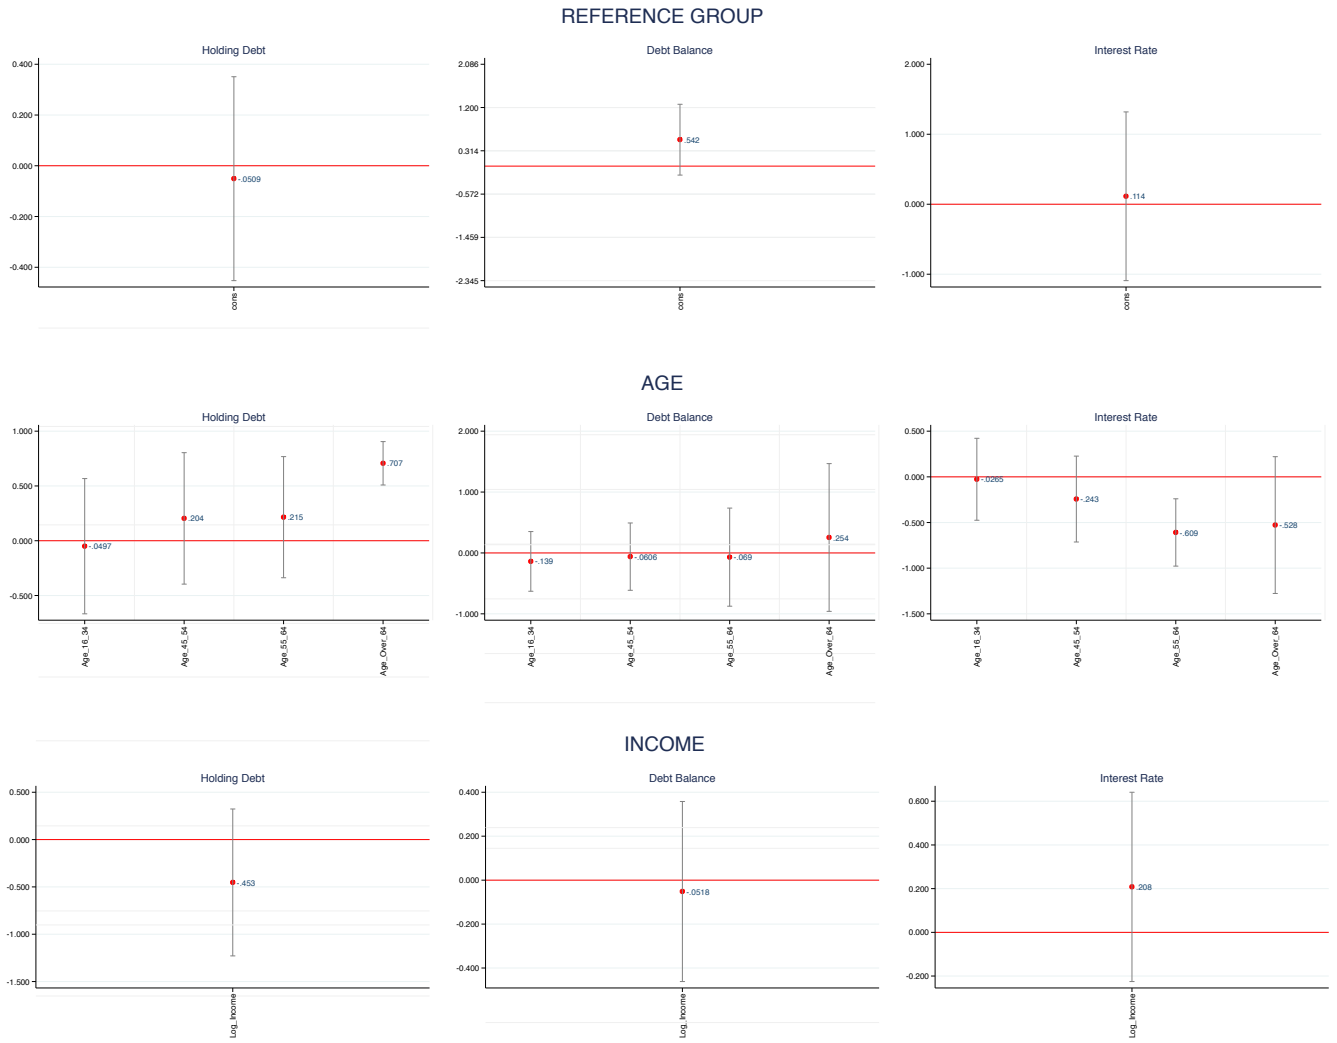 REFERENCE GROUP
Holding Debt
0.400
0.200
0.000
-0.200
-0.400
-.0509
cons
Debt Balance
2.086
1.200
0.314
-0.572
-1.459
-2.345
.542
cons
Interest Rate
2.000
1.000
0.000
-1.000
.114
cons
AGE
Holding Debt
1.000
0.500
0.000
-0.500
-.0497
.204
.215
.707
Age_16_34
Age_45_54
Age_55_64
Age_Over_64
Debt Balance
2.000
1.000
0.000
-1.000
-.139
-.0606
-.069
.254
Age_16_34
Age_45_54
Age_55_64
Age_Over_64
Interest Rate
0.500
0.000
-0.500
-1.000
-1.500
-.0265
-.243
-.609
-.528
Age_16_34
Age_45_54
Age_55_64
Age_Over_64
INCOME
Holding Debt
0.500
0.000
-0.500
-1.000
-1.500
-.453
Log_Income
Debt Balance
0.400
0.200
0.000
-0.200
-0.400
-.0518
Log_Income
Interest Rate
0.600
0.400
0.200
0.000
-0.200
.208
Log_Income